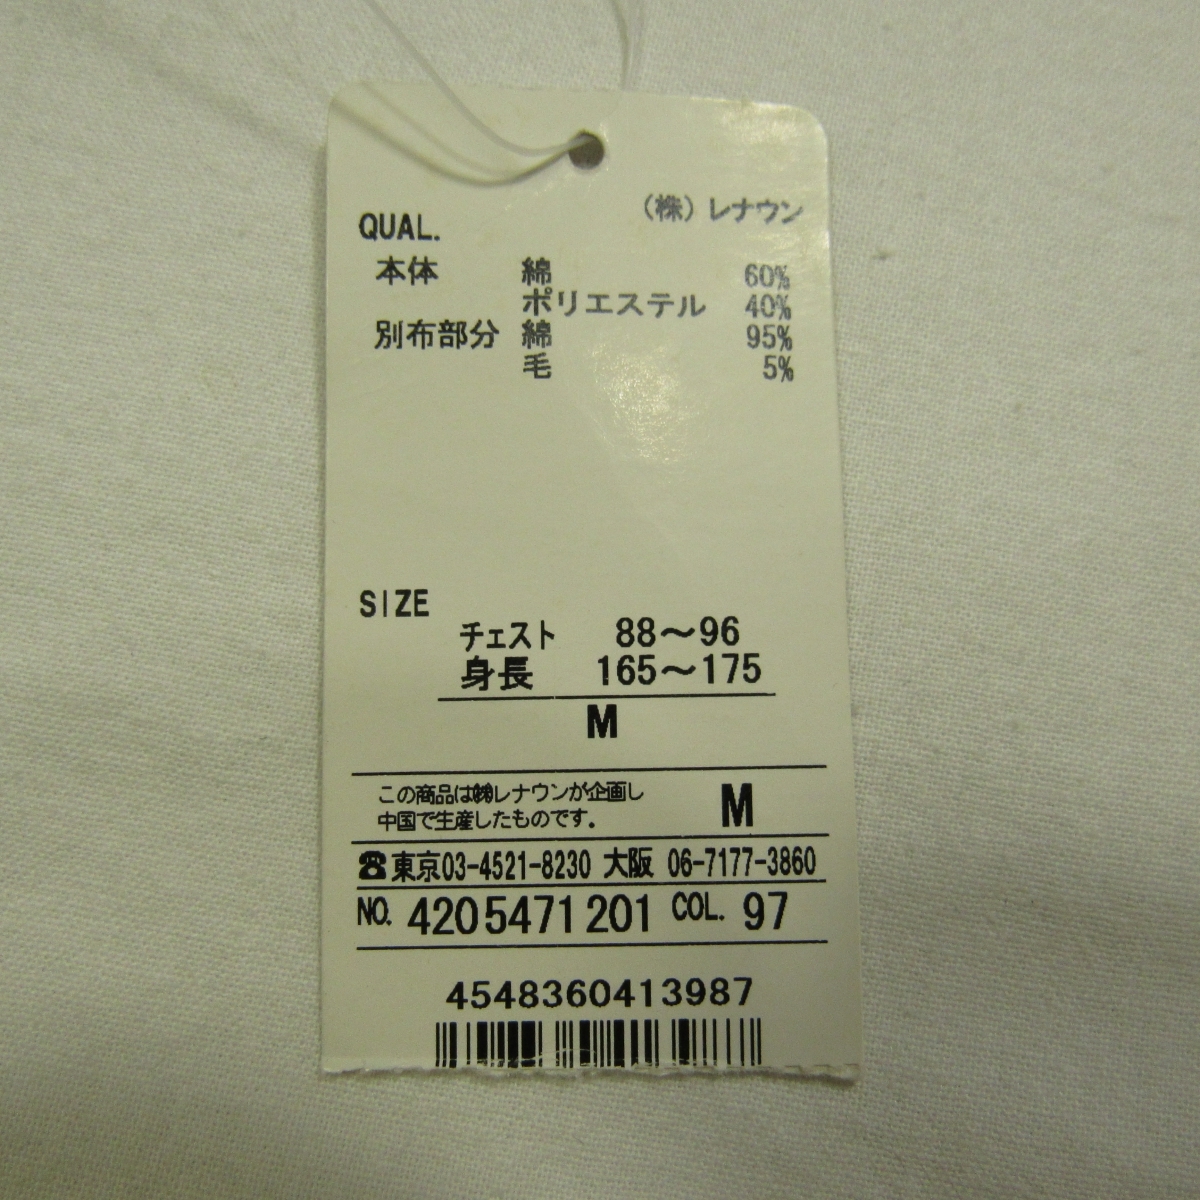 (株)レナウン
QUAL.
本体 綿 60%
ポリエステル 40%
別布部分 綿 95%
毛 5%
SIZE
チェスト 88〜96
身長 165〜175
M
この商品は㈱レナウンが企画し
中国で生産したものです。 M
☎東京03-4521-8230 大阪 06-7177-3860
NO. 4205471201 COL. 97
4548360413987